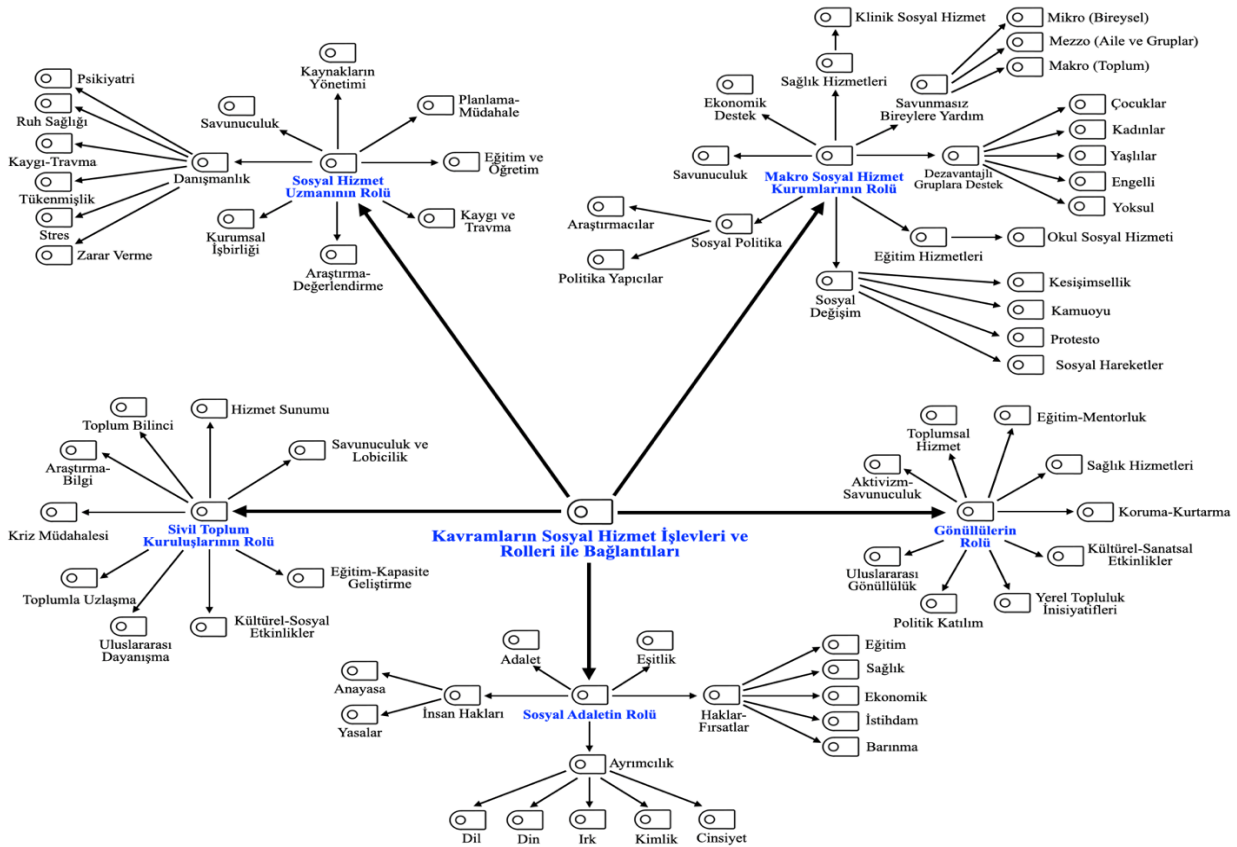 Klinik Sosyal Hizmet
Mikro (Bireysel)
Mezzo (Aile ve Gruplar)
Makro (Toplum)
Sağlık Hizmetleri
Savunmasız
Bireylere Yardım
Ekonomik
Destek
Savunuculuk
Makro Sosyal Hizmet
Kurumlarının Rolü
Dezavantajlı
Gruplara Destek
Çocuklar
Kadınlar
Yaşlılar
Engelli
Yoksul
Araştırmacılar
Sosyal Politika
Politika Yapıcılar
Eğitim Hizmetleri
Okul Sosyal Hizmeti
Sosyal
Değişim
Kesişimsellik
Kamuoyu
Protesto
Sosyal Hareketler
Psikiyatri
Ruh Sağlığı
Kaygı-Travma
Tükenmişlik
Stres
Zarar Verme
Danışmanlık
Savunuculuk
Kaynakların
Yönetimi
Planlama-
Müdahale
Sosyal Hizmet
Uzmanının Rolü
Eğitim ve
Öğretim
Kurumsal
İşbirliği
Araştırma-
Değerlendirme
Kaygı ve
Travma
Toplum Bilinci
Hizmet Sunumu
Savunuculuk ve
Lobicilik
Araştırma-
Bilgi
Kriz Müdahalesi
Sivil Toplum
Kuruluşlarının Rolü
Toplumla Uzlaşma
Uluslararası
Dayanışma
Kültürel-Sosyal
Etkinlikler
Eğitim-Kapasite
Geliştirme
Kavramların Sosyal Hizmet İşlevleri ve
Rolleri ile Bağlantıları
Toplumsal
Hizmet
Eğitim-Mentorluk
Aktivizm-
Savunuculuk
Sağlık Hizmetleri
Gönüllülerin
Rolü
Koruma-Kurtarma
Uluslararası
Gönüllülük
Kültürel-Sanatsal
Etkinlikler
Politik Katılım
Yerel Topluluk
İnisiyatifleri
Adalet
Eşitlik
Anayasa
Yasalar
İnsan Hakları
Sosyal Adaletin Rolü
Haklar-
Fırsatlar
Eğitim
Sağlık
Ekonomik
İstihdam
Barınma
Ayrımcılık
Dil
Din
Irk
Kimlik
Cinsiyet